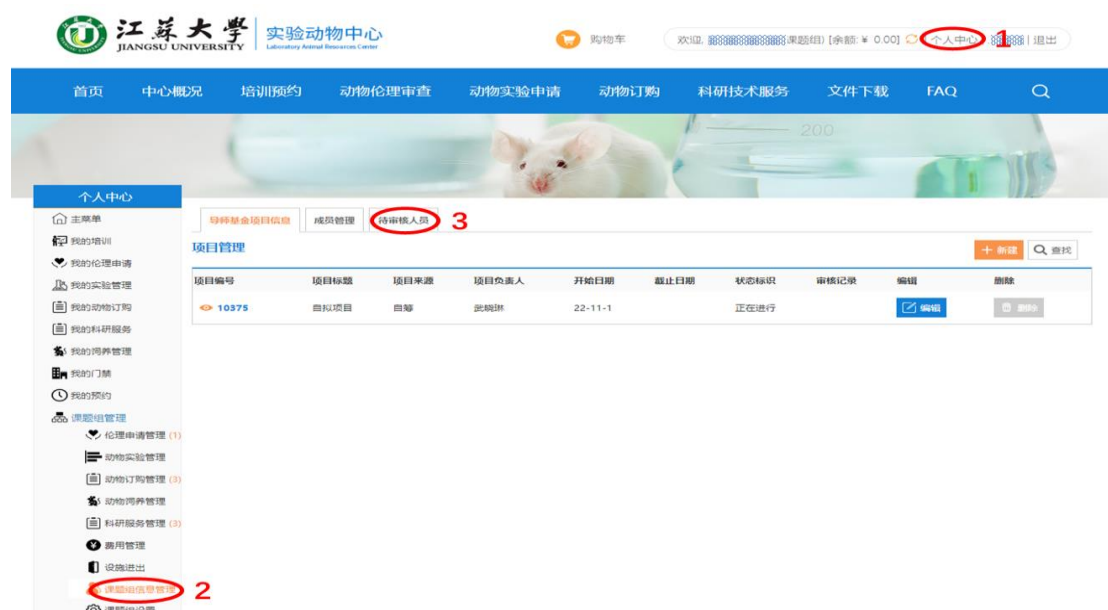 江苏大学 实验动物中心
JIANGSU UNIVERSITY Laboratory Animal Resources Center
购物车 欢迎, 课题组) [余额: ¥ 0.00] 个人中心 1 | 退出
首页 中心概况 培训预约 动物伦理审查 动物实验申请 动物订购 科研技术服务 文件下载 FAQ
200
个人中心
主菜单
我的培训
我的伦理申请
我的实验管理
我的动物订购
我的科研服务
我的饲养管理
我的门禁
我的预约
课题组管理
伦理申请管理 (1)
动物实验管理
动物订购管理 (3)
动物饲养管理
科研服务管理 (3)
费用管理
设施进出
课题组信息管理 2
课题组设置
导师基金项目信息 成员管理 待审核人员 3
项目管理 新建 查找
项目编号 项目标题 项目来源 项目负责人 开始日期 截止日期 状态标识 审核记录 编辑 删除
10375 自拟项目 自筹 武晓琳 22-11-1 正在进行 编辑 删除